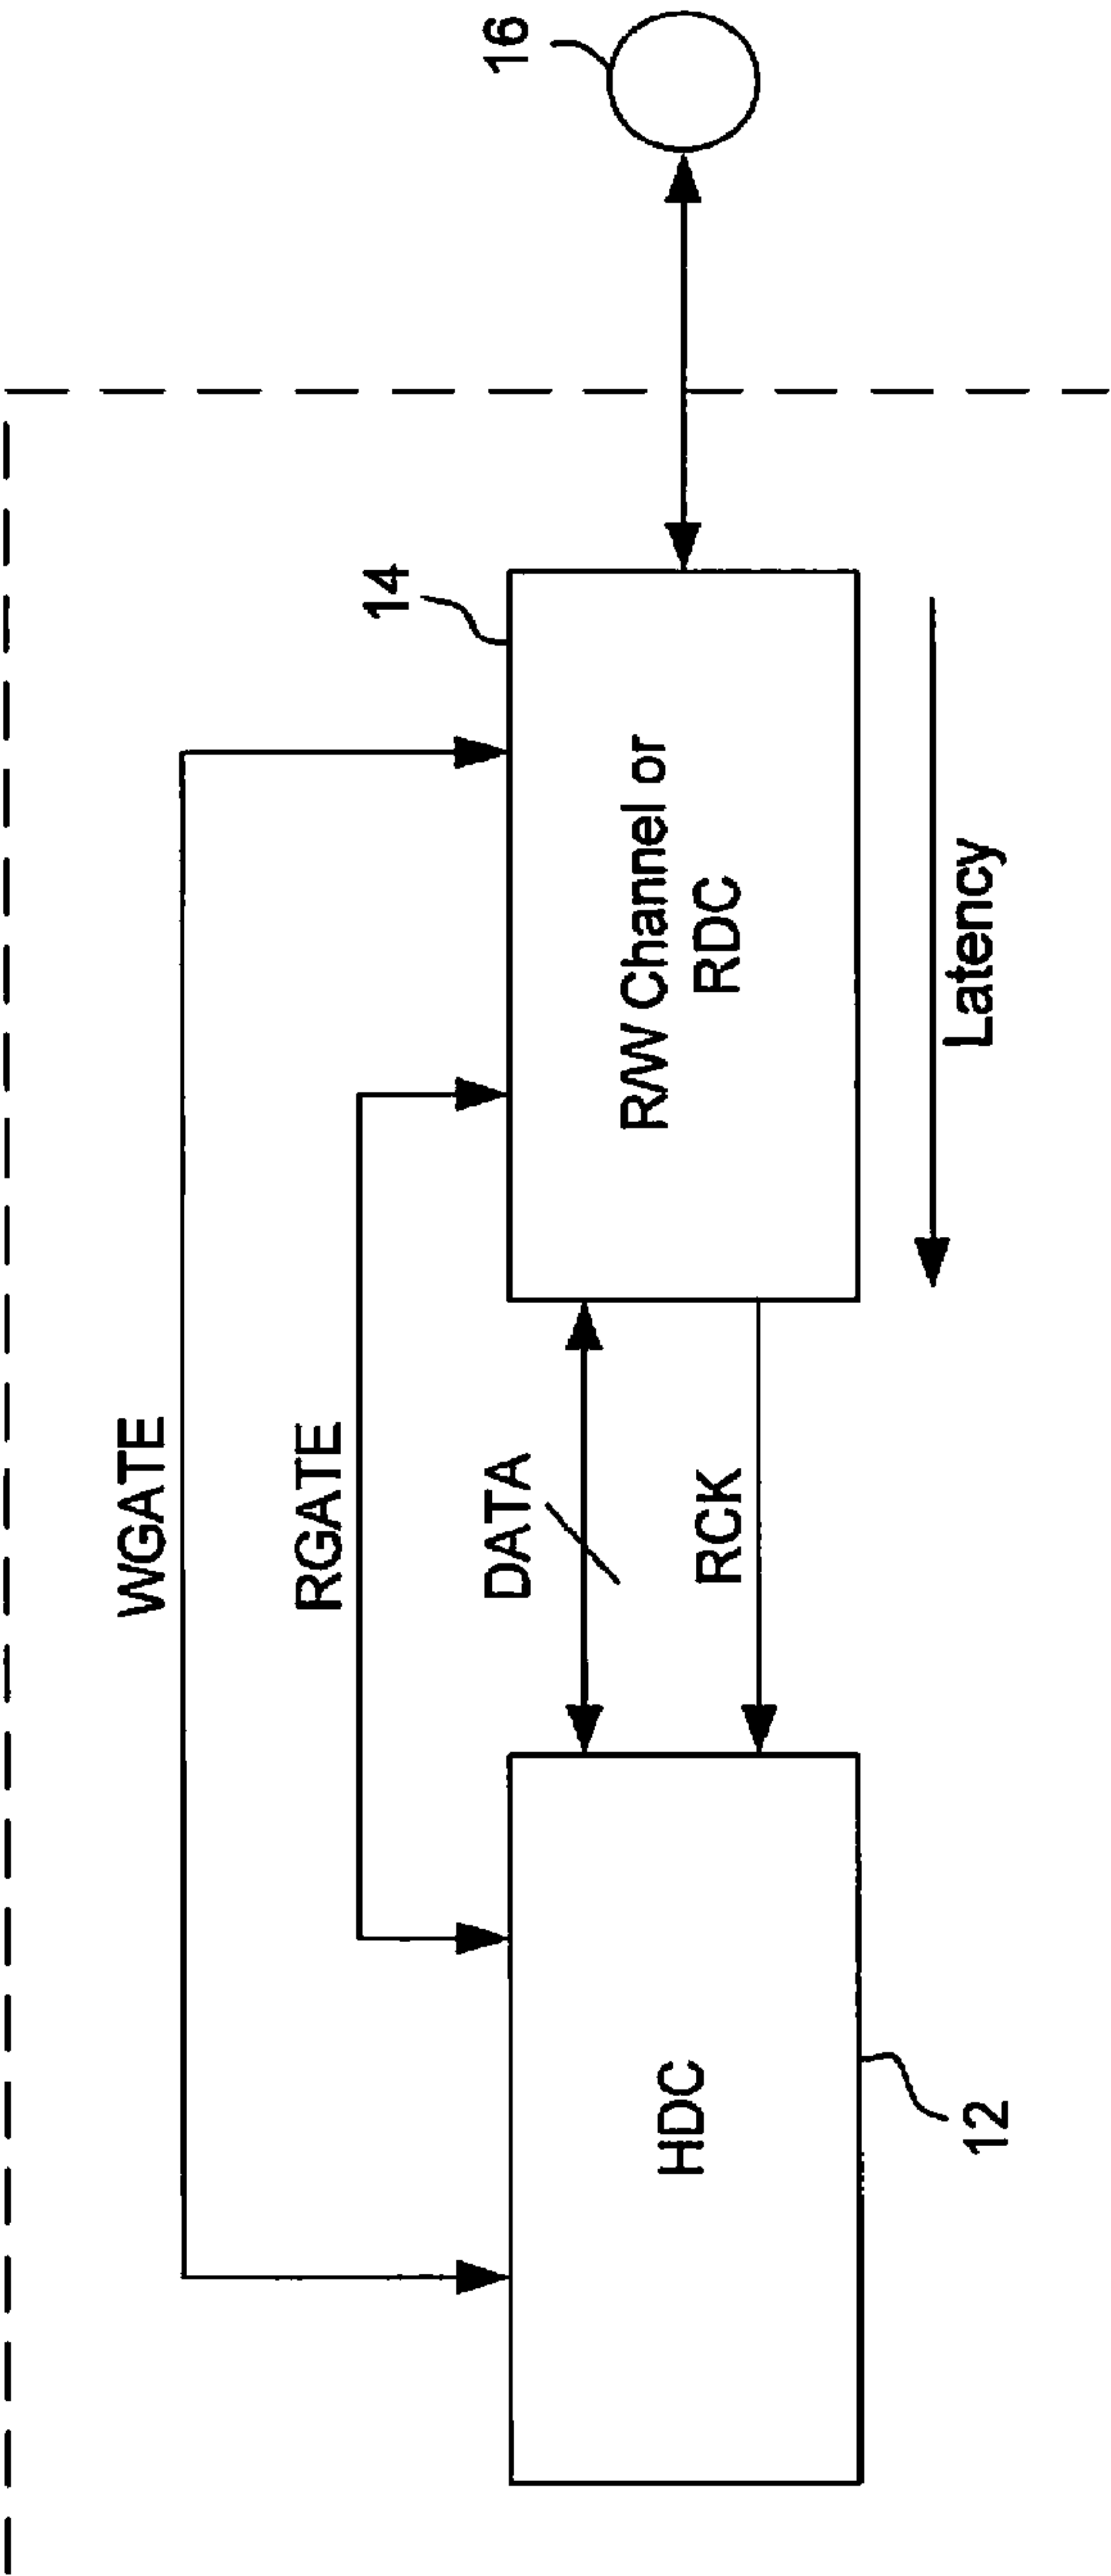 WGATE
RGATE
DATA
RCK
HDC
12
R/W Channel or
RDC
14
Latency
16